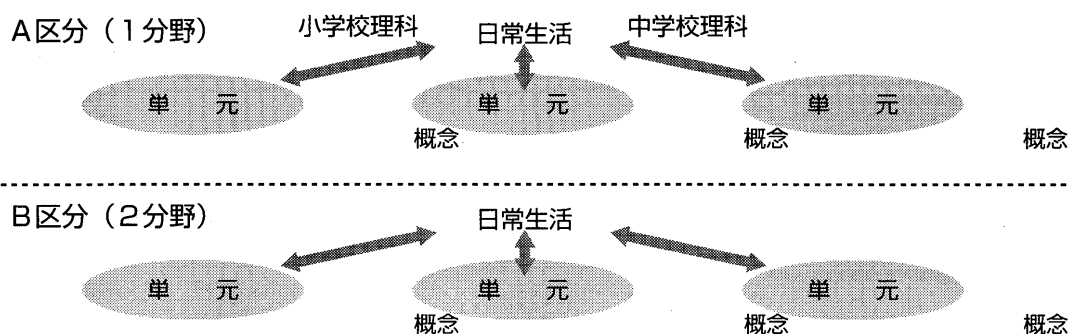 A区分（1分野） 小学校理科 日常生活 中学校理科
単　元 単　元 単　元
概念 概念 概念
B区分（2分野） 日常生活
単　元 単　元 単　元
概念 概念 概念